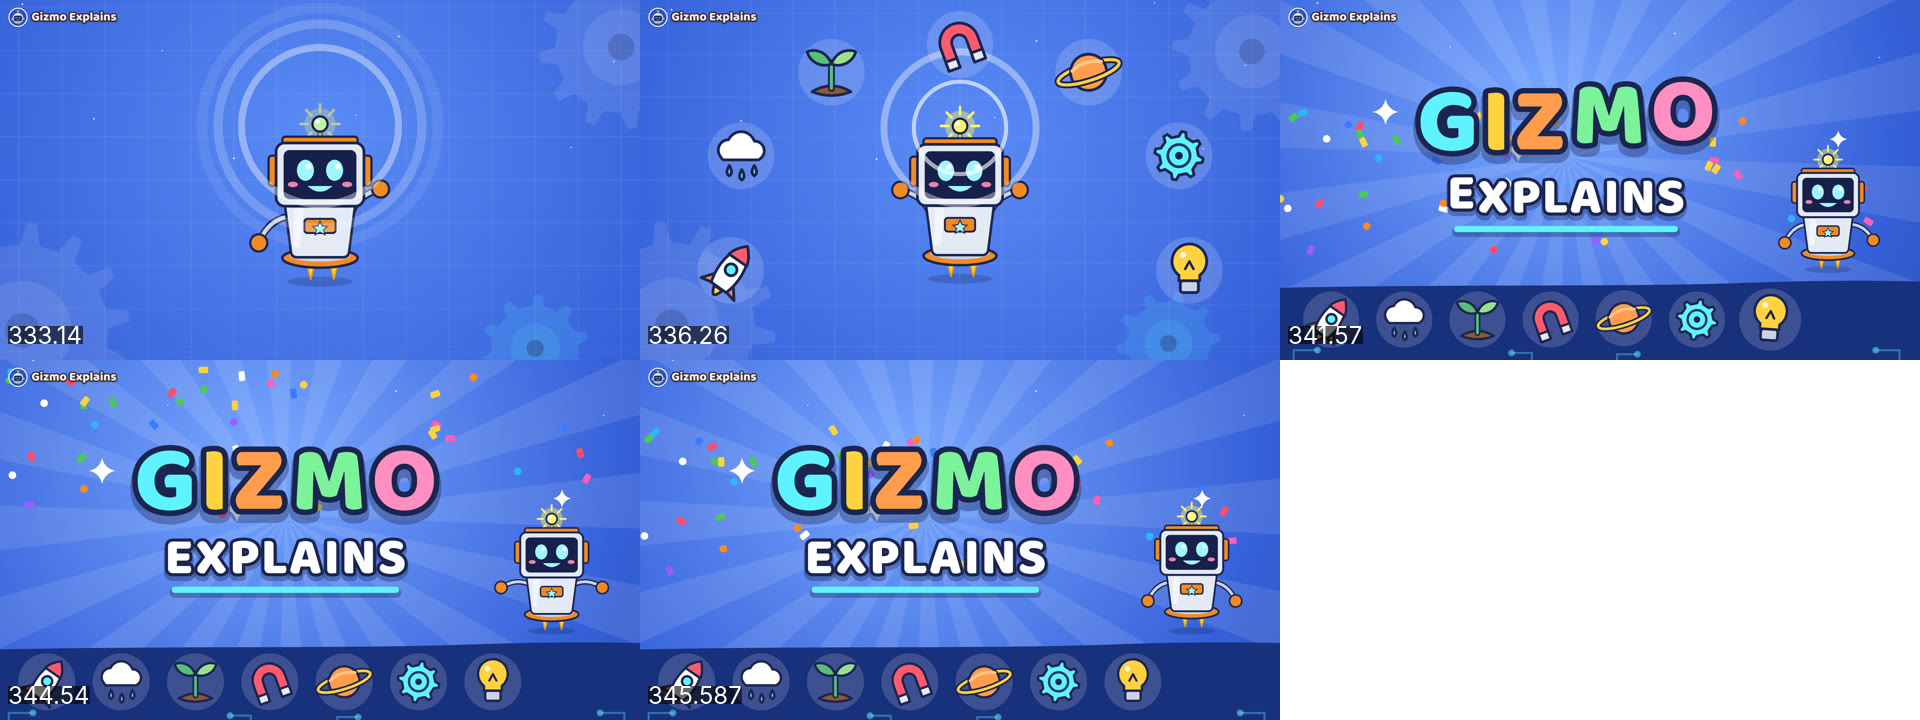 Gizmo Explains
333.14
Gizmo Explains
336.26
Gizmo Explains
GIZMO
EXPLAINS
341.57
Gizmo Explains
GIZMO
EXPLAINS
344.54
Gizmo Explains
GIZMO
EXPLAINS
345.587